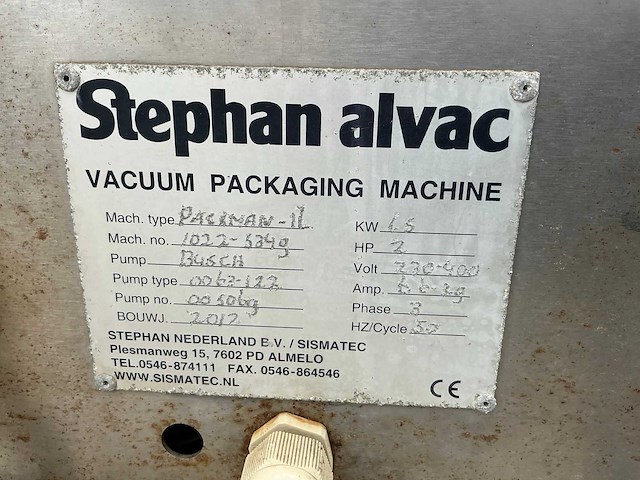 Stephan alvac
VACUUM PACKAGING MACHINE
Mach. type PACKMAN-II
Mach. no. 1022-5349
Pump BUSCH
Pump type 0063-122
Pump no.
BOUWJ. 2012
KW 1.5
HP 2
Volt 230-400
Amp.
Phase 3
HZ/Cycle 50
STEPHAN NEDERLAND B.V. / SISMATEC
Plesmanweg 15, 7602 PD ALMELO
TEL.0546-874111 FAX. 0546-864546
WWW.SISMATEC.NL
CE